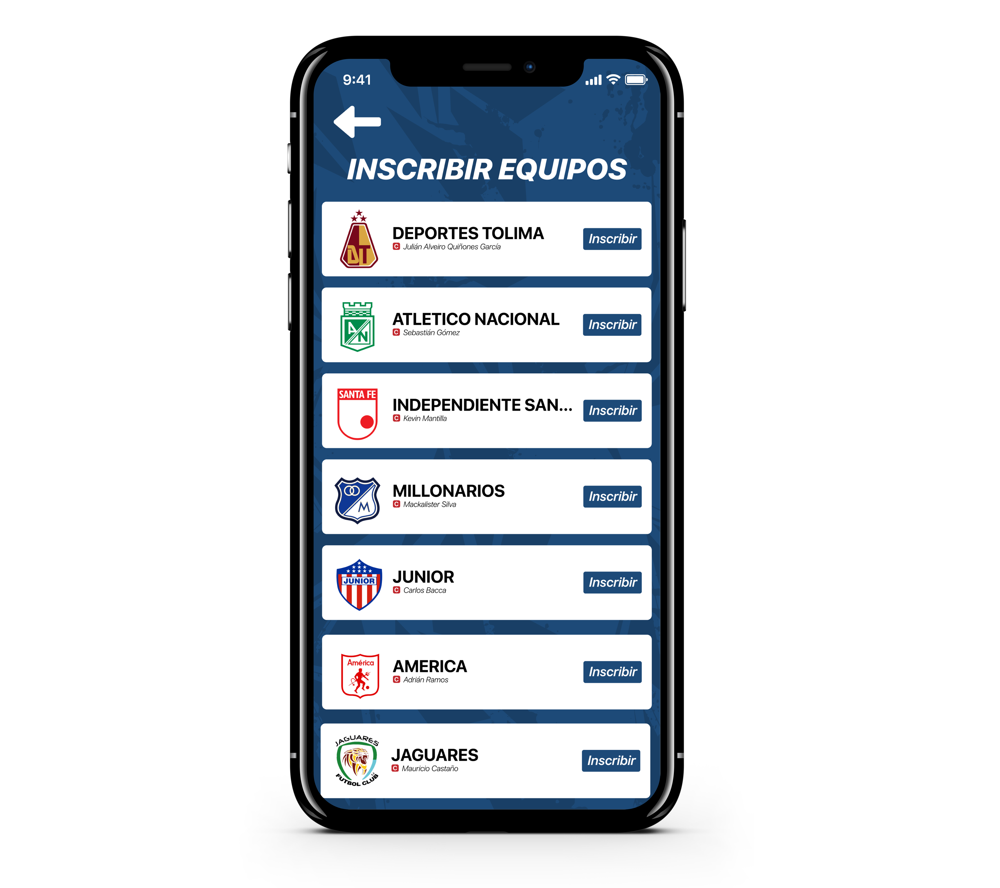 9:41
INSCRIBIR EQUIPOS
DEPORTES TOLIMA
Inscribir
C Julián Alveiro Quiñones García
DT
ATLETICO NACIONAL
Inscribir
C Sebastián Gómez
AN
SANTA FE
INDEPENDIENTE SAN...
Inscribir
C Kevin Mantilla
MILLONARIOS
Inscribir
C Mackalister Silva
M
JUNIOR
JUNIOR
Inscribir
C Carlos Bacca
América
AMERICA
Inscribir
C Adrián Ramos
JAGUARES
FUTBOL CLUB
JAGUARES
Inscribir
C Mauricio Castaño